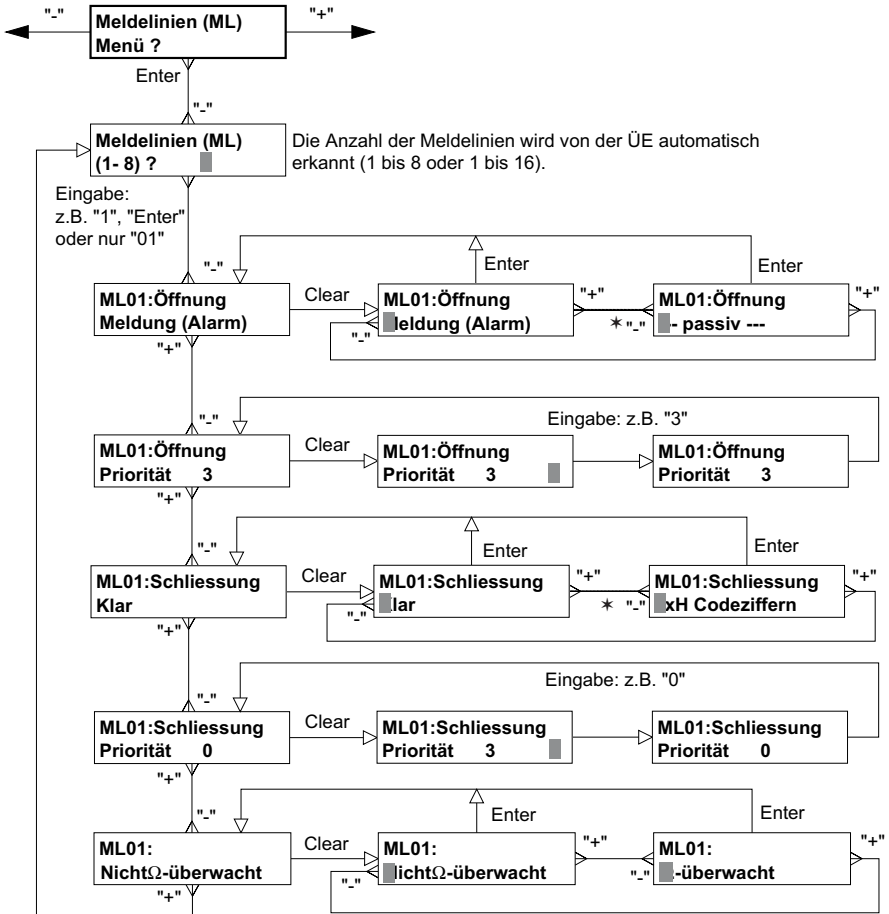 "-"
Meldelinien (ML)
Menü ?
"+"
Enter
"-"
Meldelinien (ML)
(1- 8) ?
Die Anzahl der Meldelinien wird von der ÜE automatisch
erkannt (1 bis 8 oder 1 bis 16).
Eingabe:
z.B. "1", "Enter"
oder nur "01"
"-"
Enter
Enter
ML01:Öffnung
Meldung (Alarm)
Clear
ML01:Öffnung
eldung (Alarm)
"+"
✶ "-"
ML01:Öffnung
- passiv ---
"+"
"-"
"+"
"-"
Eingabe: z.B. "3"
ML01:Öffnung
Priorität 3
Clear
ML01:Öffnung
Priorität 3
ML01:Öffnung
Priorität 3
"+"
"-"
Enter
Enter
ML01:Schliessung
Klar
Clear
ML01:Schliessung
lar
"+"
✶ "-"
ML01:Schliessung
xH Codeziffern
"+"
"-"
"+"
"-"
Eingabe: z.B. "0"
ML01:Schliessung
Priorität 0
Clear
ML01:Schliessung
Priorität 3
ML01:Schliessung
Priorität 0
"+"
"-"
Enter
Enter
ML01:
NichtΩ-überwacht
Clear
ML01:
lichtΩ-überwacht
"+"
"-"
ML01:
-überwacht
"+"
"-"
"+"